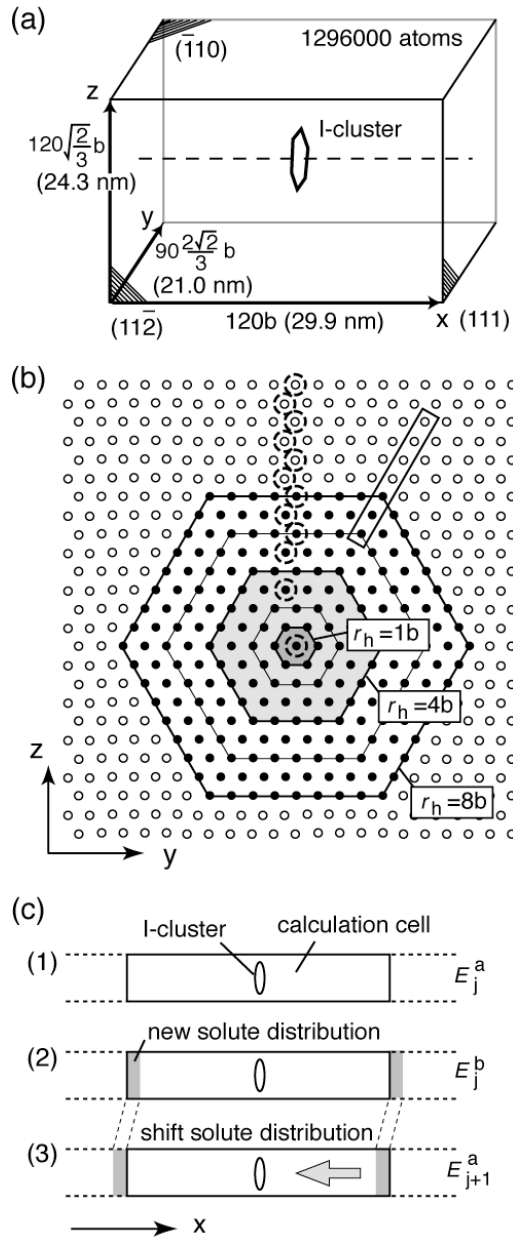 (a)
(1̅10)
1296000 atoms
z
I-cluster
120√(2/3) b
(24.3 nm)
y
90 (2√2/3) b
(21.0 nm)
(112̅)
120b (29.9 nm)
x (111)
(b)
r_h =1b
r_h =4b
r_h =8b
z
y
(c)
I-cluster
calculation cell
(1)
E_j^a
new solute distribution
(2)
E_j^b
shift solute distribution
(3)
E_{j+1}^a
x